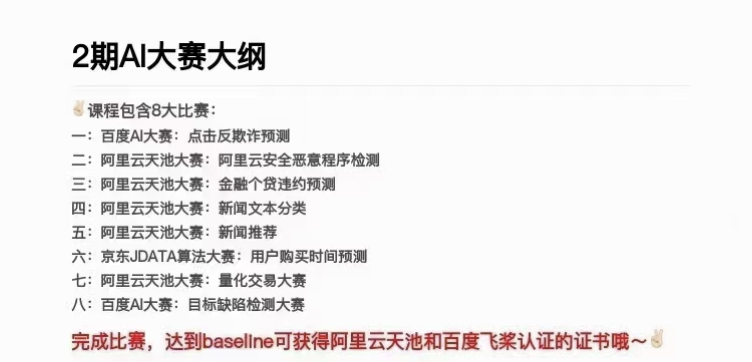 2期AI大赛大纲
✌🏻课程包含8大比赛：
一：百度AI大赛：点击反欺诈预测
二：阿里云天池大赛：阿里云安全恶意程序检测
三：阿里云天池大赛：金融个贷违约预测
四：阿里云天池大赛：新闻文本分类
五：阿里云天池大赛：新闻推荐
六：京东JDATA算法大赛：用户购买时间预测
七：阿里云天池大赛：量化交易大赛
八：百度AI大赛：目标缺陷检测大赛
完成比赛，达到baseline可获得阿里云天池和百度飞桨认证的证书哦～✌🏻